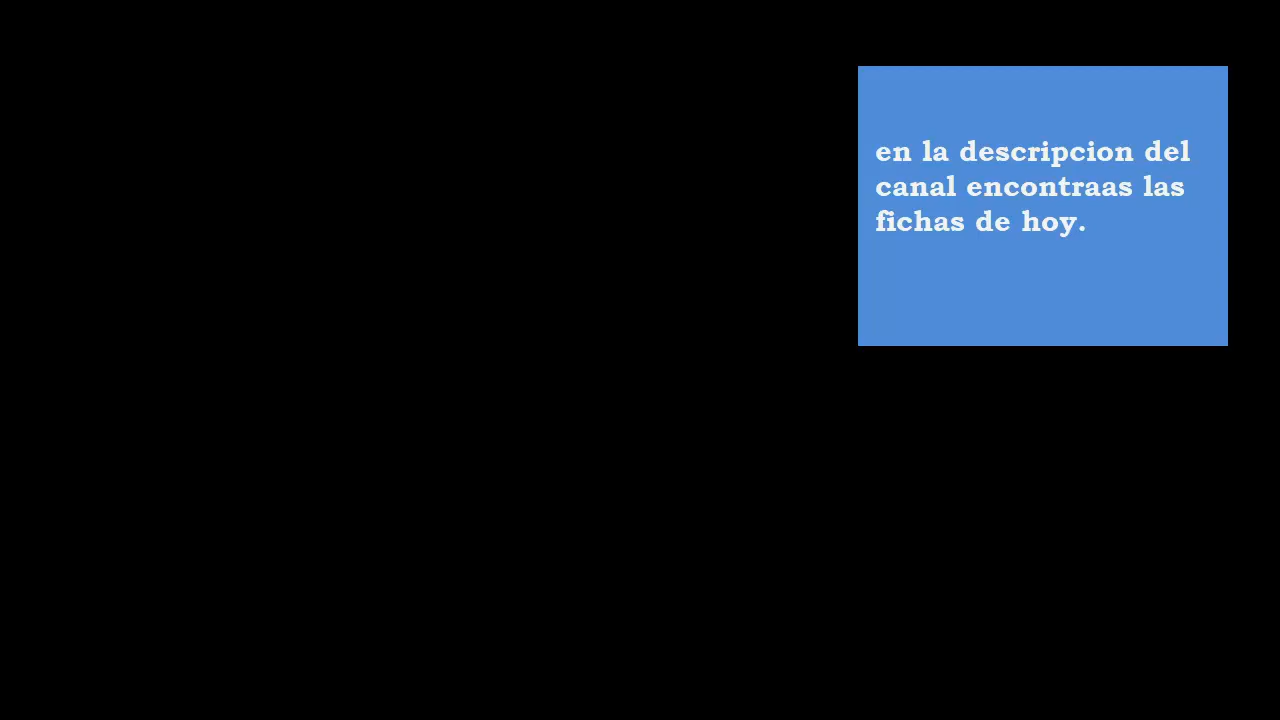 en la descripcion del
canal encontraas las
fichas de hoy.